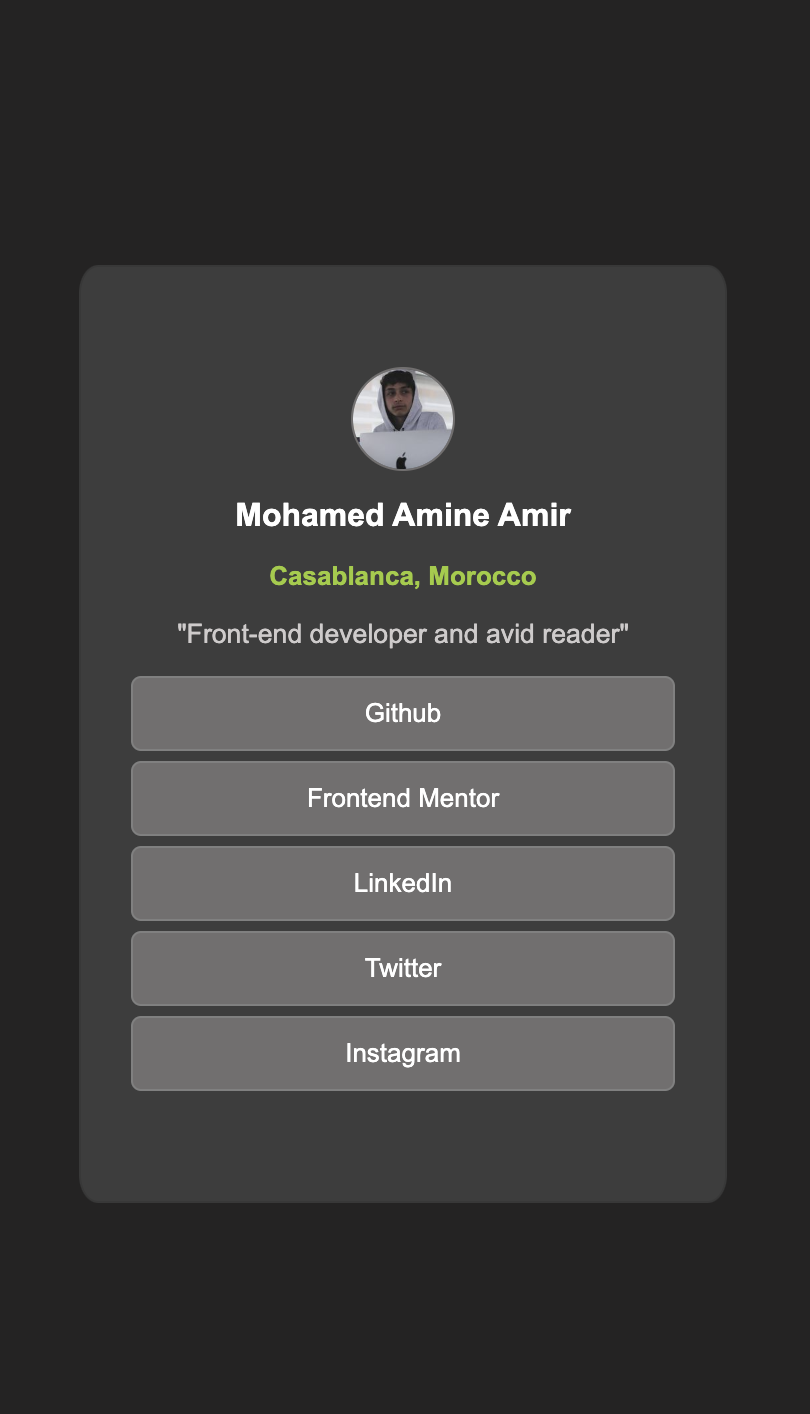 Mohamed Amine Amir
Casablanca, Morocco
"Front-end developer and avid reader"
Github
Frontend Mentor
LinkedIn
Twitter
Instagram